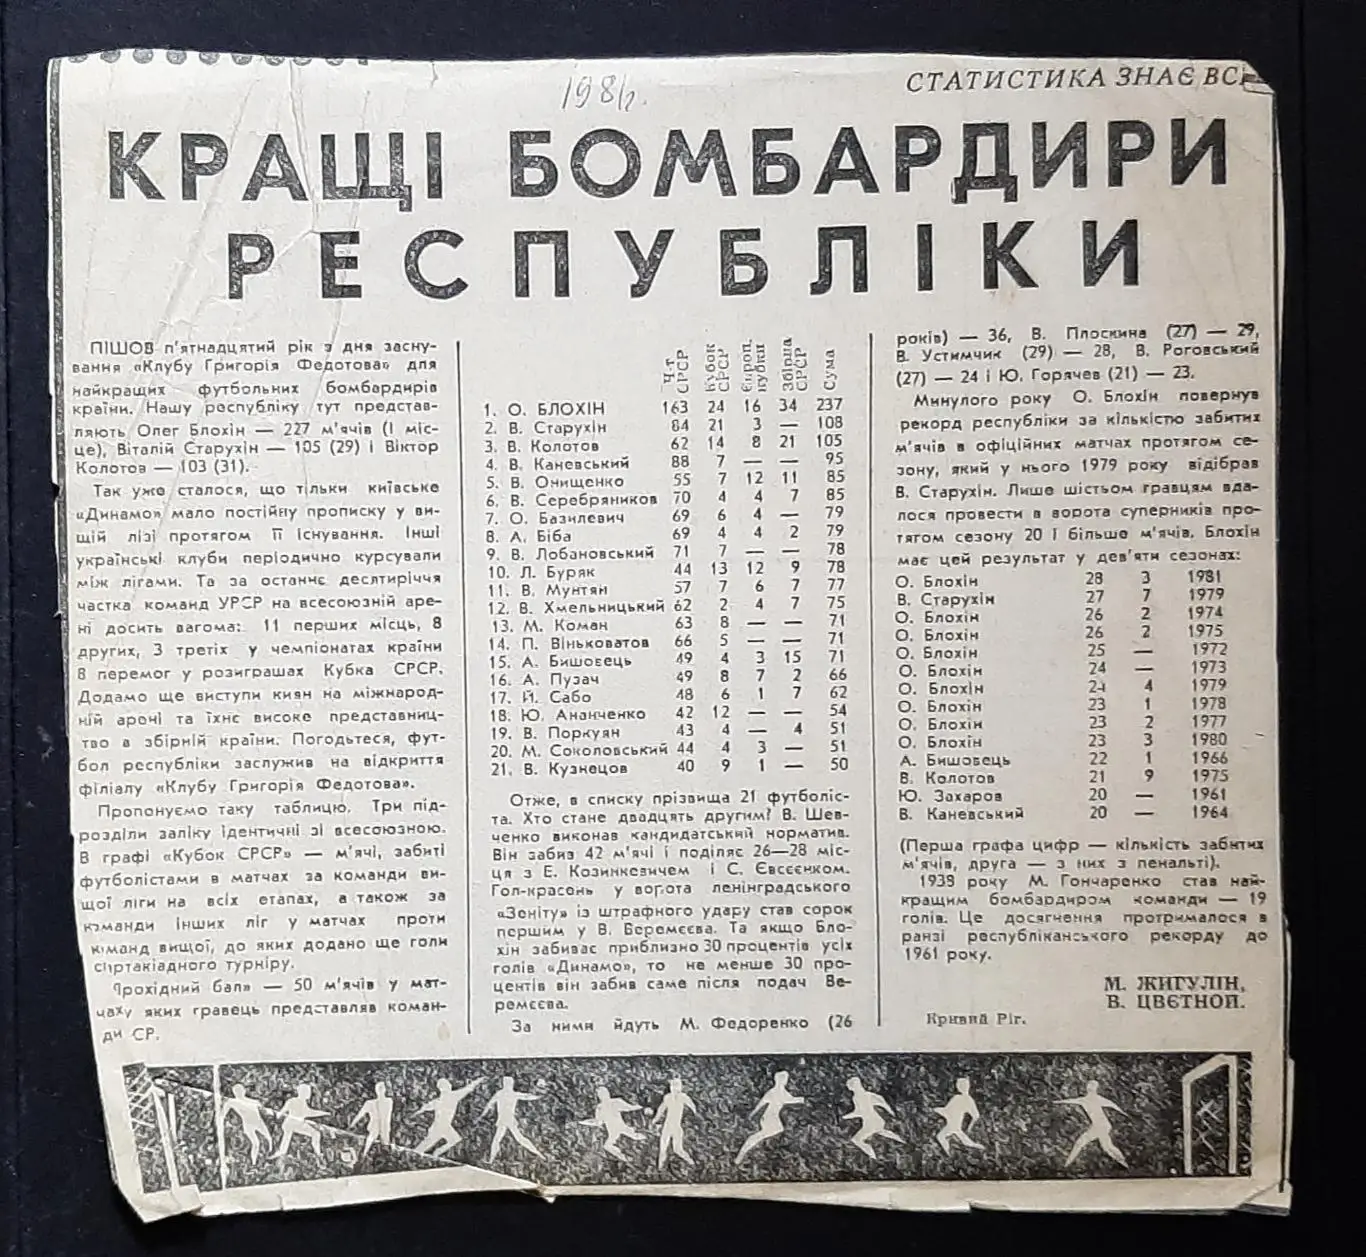 СТАТИСТИКА ЗНАЄ ВСЕ
КРАЩІ БОМБАРДИРИ
РЕСПУБЛІКИ
ПІШОВ п'ятнадцятий рік з дня засну-
вання «Клубу Григорія Федотова» для
найкращих футбольних бомбардирів
країни. Нашу республіку тут представ-
ляють Олег Блохін — 227 м'ячів (І міс-
це), Віталій Старухін — 105 (29) і Віктор
Колотов — 103 (31).
Так уже сталося, що тільки київське
«Динамо» мало постійну прописку у ви-
щій лізі протягом її існування. Інші
українські клуби періодично курсували
між лігами. Та за останнє десятиріччя
частка команд УРСР на всесоюзній аре-
ні досить вагома: 11 перших місць, 8
других, 3 третіх у чемпіонатах країни
8 перемог у розиграшах Кубка СРСР.
Додамо ще виступи киян на міжнарод-
ній арені та їхнє високе представниц-
тво в збірній країни. Погодьтеся, фут-
бол республіки заслужив на відкриття
філіалу «Клубу Григорія Федотова».
Пропонуємо таку таблицю. Три під-
розділи заліку ідентичні зі всесоюзною.
В графі «Кубок СРСР» — м'ячі, забиті
футболістами в матчах за команди ви-
щої ліги на всіх етапах, а також за
команди інших ліг у матчах проти
команд вищої, до яких додано ще голи
спартакіадного турніру.
Прохідний бал» — 50 м'ячів у мат-
чах, у яких гравець представляв коман-
ди СР.
Ч-т СРСР Кубок СРСР Європ. кубки Збірна СРСР Сума
1. О. БЛОХІН 163 24 16 34 237
2. В. Старухін 84 21 3 — 108
3. В. Колотов 62 14 8 21 105
4. В. Каневський 88 7 — — 95
5. В. Онищенко 55 7 12 11 85
6. В. Серебряников 70 4 4 7 85
7. О. Базилевич 69 6 4 — 79
8. А. Біба 69 4 4 2 79
9. В. Лобановський 71 7 — — 78
10. Л. Буряк 44 13 12 9 78
11. В. Мунтян 57 7 6 7 77
12. В. Хмельницький 62 2 4 7 75
13. М. Коман 63 8 — — 71
14. П. Віньковатов 66 5 — — 71
15. А. Бишовець 49 4 3 15 71
16. А. Пузач 49 8 7 2 66
17. Й. Сабо 48 6 1 7 62
18. Ю. Ананченко 42 12 — — 54
19. В. Поркуян 43 4 — 4 51
20. М. Соколовський 44 4 3 — 51
21. В. Кузнецов 40 9 1 — 50
Отже, в списку прізвища 21 футболіс-
та. Хто стане двадцять другим? В. Шев-
ченко виконав кандидатський норматив.
Він забив 42 м'ячі і поділяє 26—28 міс-
ця з Е. Козинкевичем і С. Євсеєнком.
Гол-красень у ворота ленінградського
«Зеніту» із штрафного удару став сорок
першим у В. Веремєєва. Та якщо Бло-
хін забиває приблизно 30 процентів усіх
голів «Динамо», то не менше 30 про-
центів він забив саме після подач Ве-
ремєєва.
За ними йдуть М. Федоренко (26
років) — 36, В. Плоскина (27) — 29,
В. Устимчик (29) — 28, В. Роговський
(27) — 24 і Ю. Горячев (21) — 23.
Минулого року О. Блохін повернув
рекорд республіки за кількістю забитих
м'ячів в офіційних матчах протягом се-
зону, який у нього 1979 року відібрав
В. Старухін. Лише шістьом гравцям вда-
лося провести в ворота суперників про-
тягом сезону 20 і більше м'ячів. Блохін
має цей результат у дев'яти сезонах:
О. Блохін 28 3 1981
В. Старухін 27 7 1979
О. Блохін 26 2 1974
О. Блохін 26 2 1975
О. Блохін 25 — 1972
О. Блохін 24 — 1973
О. Блохін 24 4 1979
О. Блохін 23 1 1978
О. Блохін 23 2 1977
О. Блохін 23 3 1980
А. Бишовець 22 1 1966
В. Колотов 21 9 1975
Ю. Захаров 20 — 1961
В. Каневський 20 — 1964
(Перша графа цифр — кількість забитих
м'ячів, друга — з них з пенальті).
1938 року М. Гончаренко став най-
кращим бомбардиром команди — 19
голів. Це досягнення протрималося в
ранзі республіканського рекорду до
1961 року.
М. ЖИГУЛІН,
В. ЦВЄТНОЙ.
Кривий Ріг.